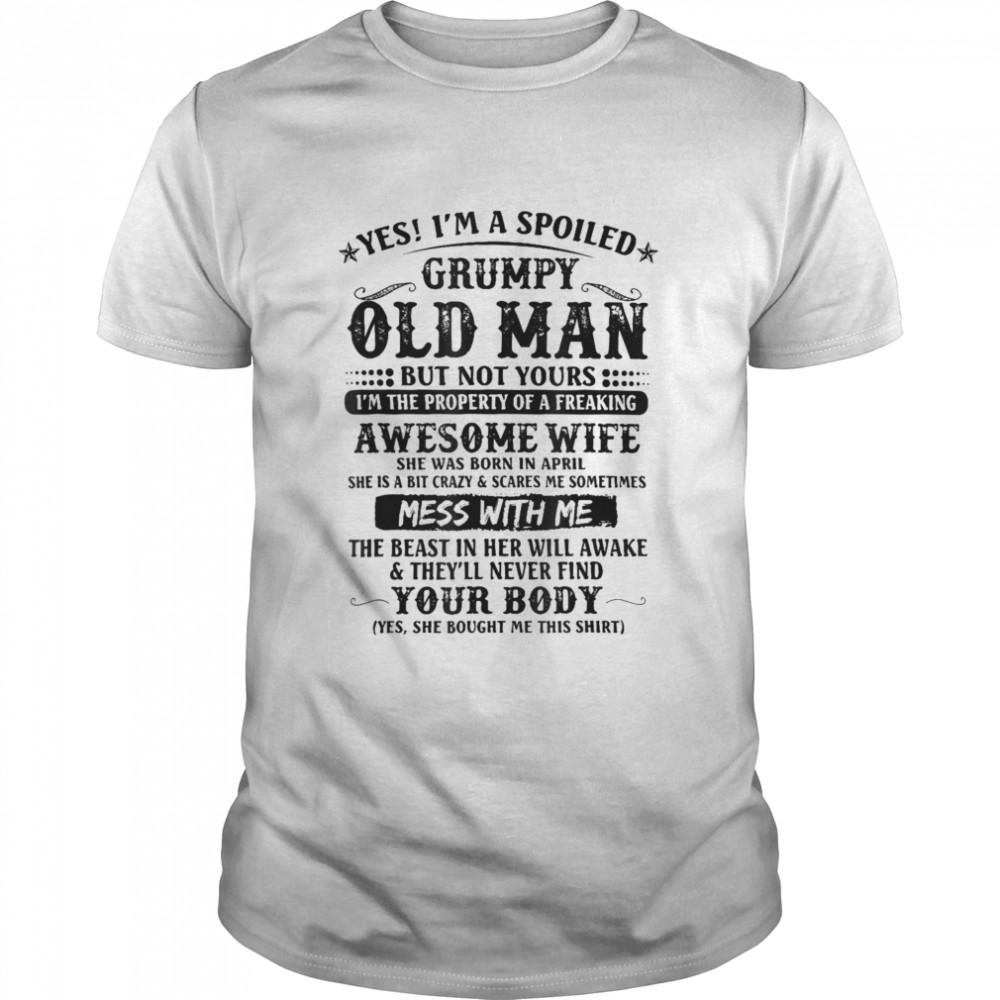 YES! I'M A SPOILED
GRUMPY
OLD MAN
BUT NOT YOURS
I'M THE PROPERTY OF A FREAKING
AWESOME WIFE
SHE WAS BORN IN APRIL
SHE IS A BIT CRAZY & SCARES ME SOMETIMES
MESS WITH ME
THE BEAST IN HER WILL AWAKE
& THEY'LL NEVER FIND
YOUR BODY
(YES, SHE BOUGHT ME THIS SHIRT)